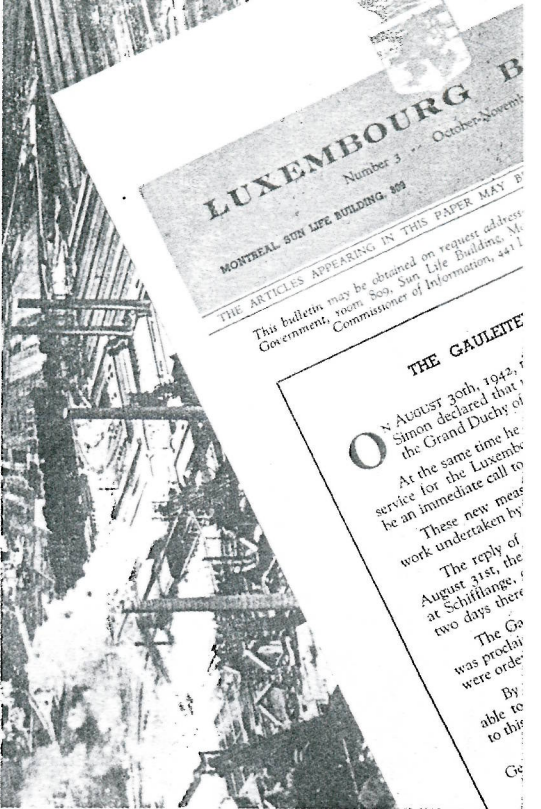 LUXEMBOURG B
Number 3 October-Novemb
MONTREAL, SUN LIFE BUILDING, 809
THE ARTICLES APPEARING IN THIS PAPER MAY B
This bulletin may be obtained on request address-
Government, room 809, Sun Life Building, M
Commissioner of Information, 441 L
THE GAULEITE
ON AUGUST 30th, 1942,
Simon declared that
the Grand Duchy of
At the same time he
service for the Luxembo
be an immediate call to
These new meas
work undertaken by
The reply of
August 31st, the
at Schifflange,
two days there
The Ga
was proclai
were orde
By
able to
to this
Ge